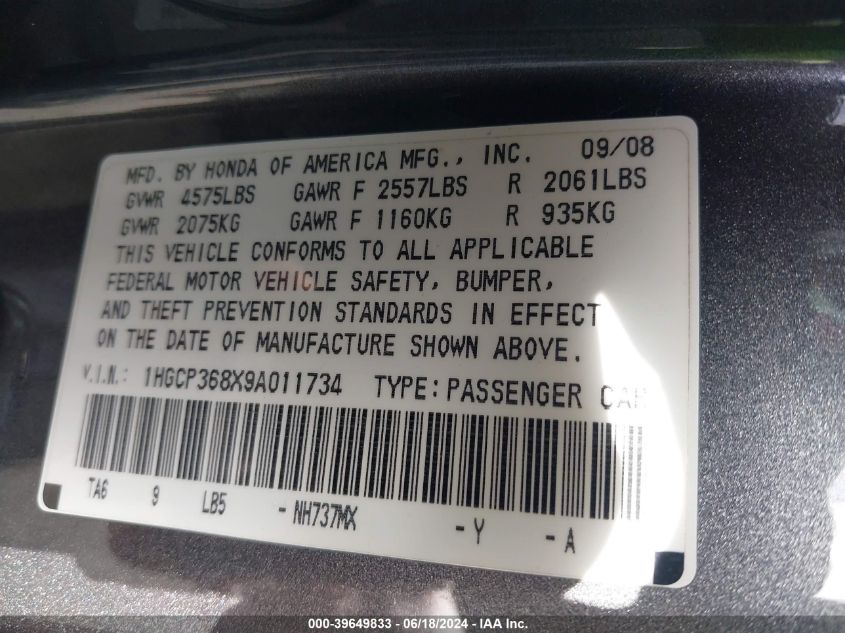 MFD. BY HONDA OF AMERICA MFG., INC. 09/08
GVWR 4575LBS GAWR F 2557LBS R 2061LBS
GVWR 2075KG GAWR F 1160KG R 935KG
THIS VEHICLE CONFORMS TO ALL APPLICABLE
FEDERAL MOTOR VEHICLE SAFETY, BUMPER,
AND THEFT PREVENTION STANDARDS IN EFFECT
ON THE DATE OF MANUFACTURE SHOWN ABOVE.
V.I.N.: 1HGCP368X9A011734 TYPE: PASSENGER CAR
TA6 9 LB5 - NH737MX - Y - A
000-39649833 - 06/18/2024 - IAA Inc.